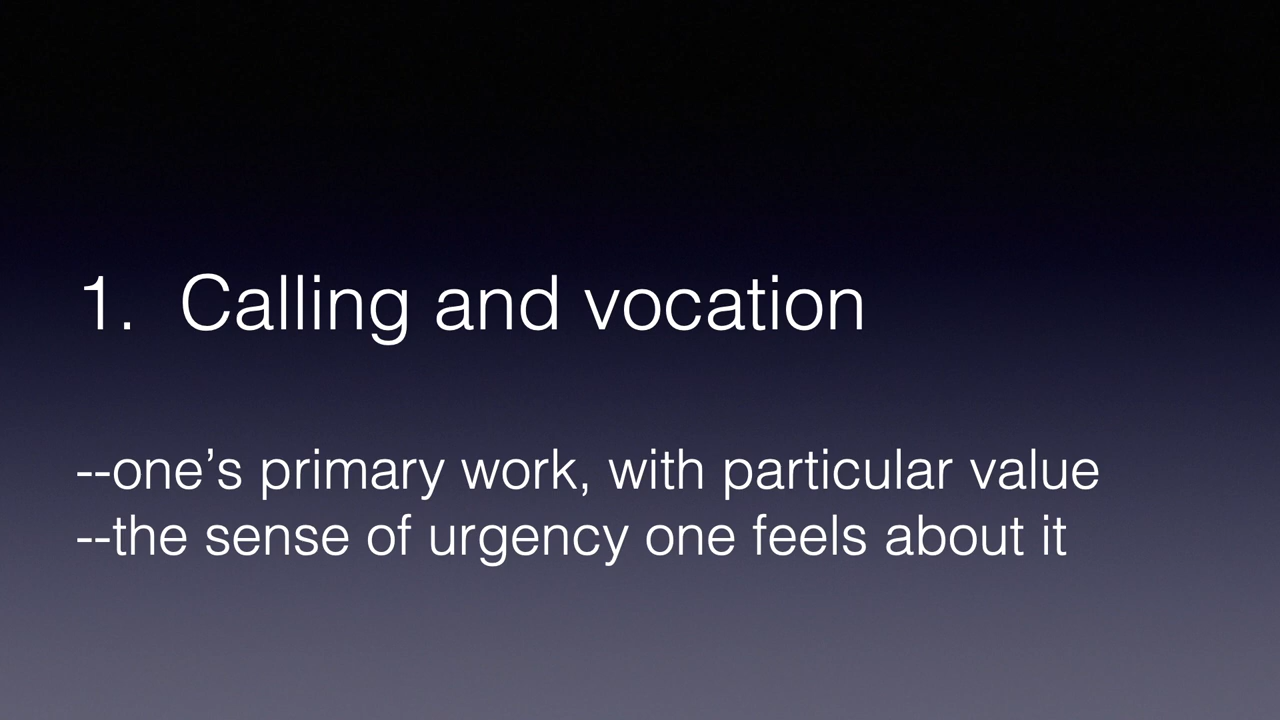 1. Calling and vocation
--one’s primary work, with particular value
--the sense of urgency one feels about it